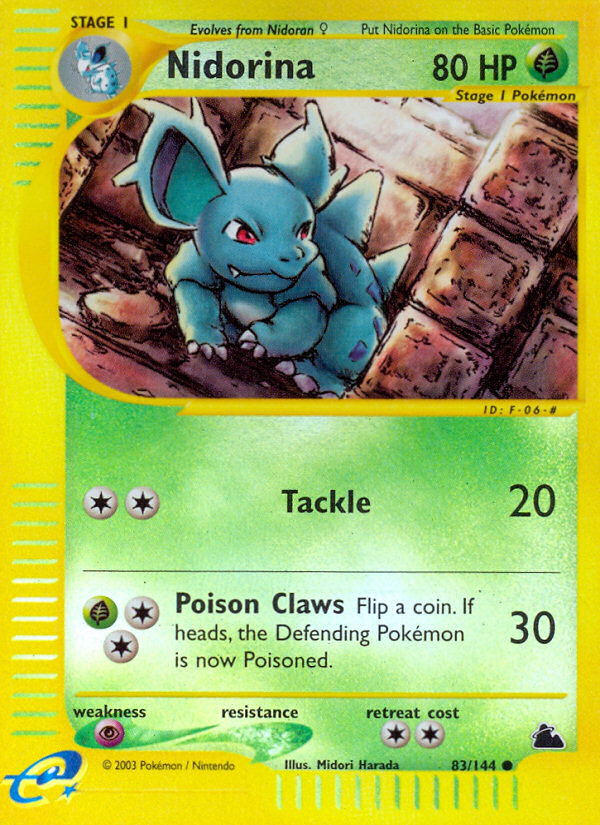 STAGE 1
Evolves from Nidoran ♀
Put Nidorina on the Basic Pokémon
Nidorina
80 HP
Stage 1 Pokémon
ID: F-06-#
Tackle
20
Poison Claws Flip a coin. If
heads, the Defending Pokémon
is now Poisoned.
30
weakness
resistance
retreat cost
e
© 2003 Pokémon / Nintendo
Illus. Midori Harada
83/144 ●